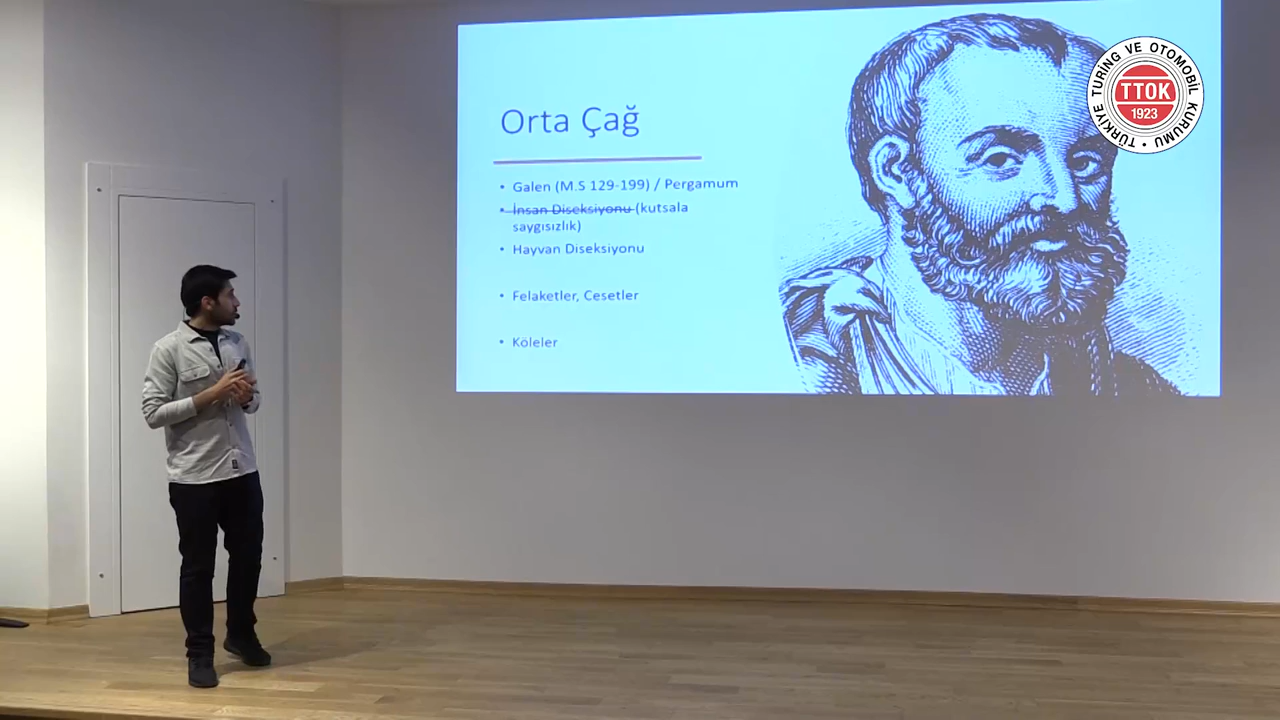 Orta Çağ
• Galen (M.S 129-199) / Pergamum
• İnsan Diseksiyonu (kutsala
saygısızlık)
• Hayvan Diseksiyonu
• Felaketler, Cesetler
• Köleler
TÜRKİYE TURİNG VE OTOMOBİL KURUMU •
TTOK
1923